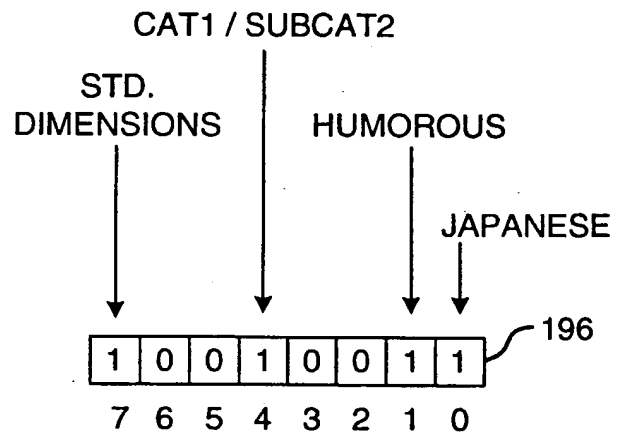 CAT1 / SUBCAT2
STD.
DIMENSIONS
HUMOROUS
JAPANESE
196
1 0 0 1 0 0 1 1
7 6 5 4 3 2 1 0